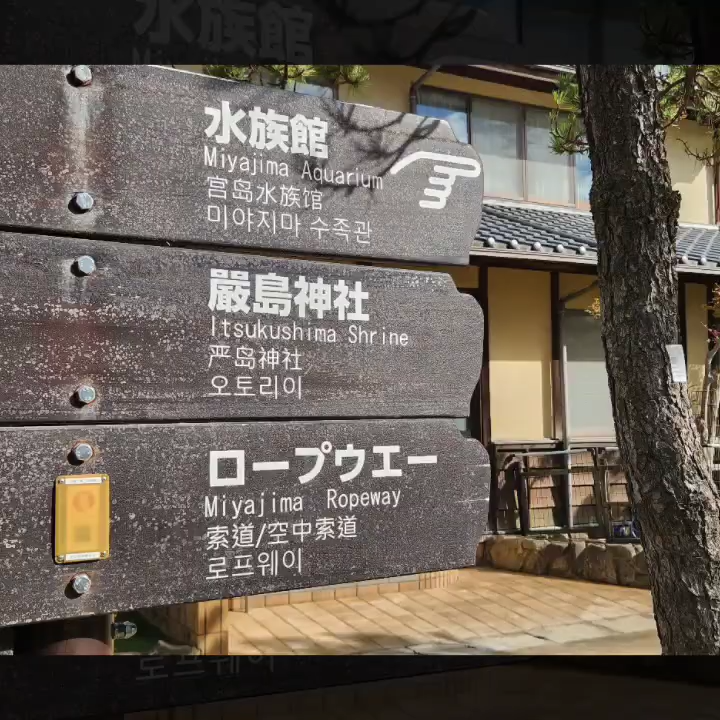 水族館
Miyajima Aquarium
宫岛水族馆
미야지마 수족관
嚴島神社
Itsukushima Shrine
严岛神社
오토리이
ロープウエー
Miyajima Ropeway
索道/空中索道
로프웨이